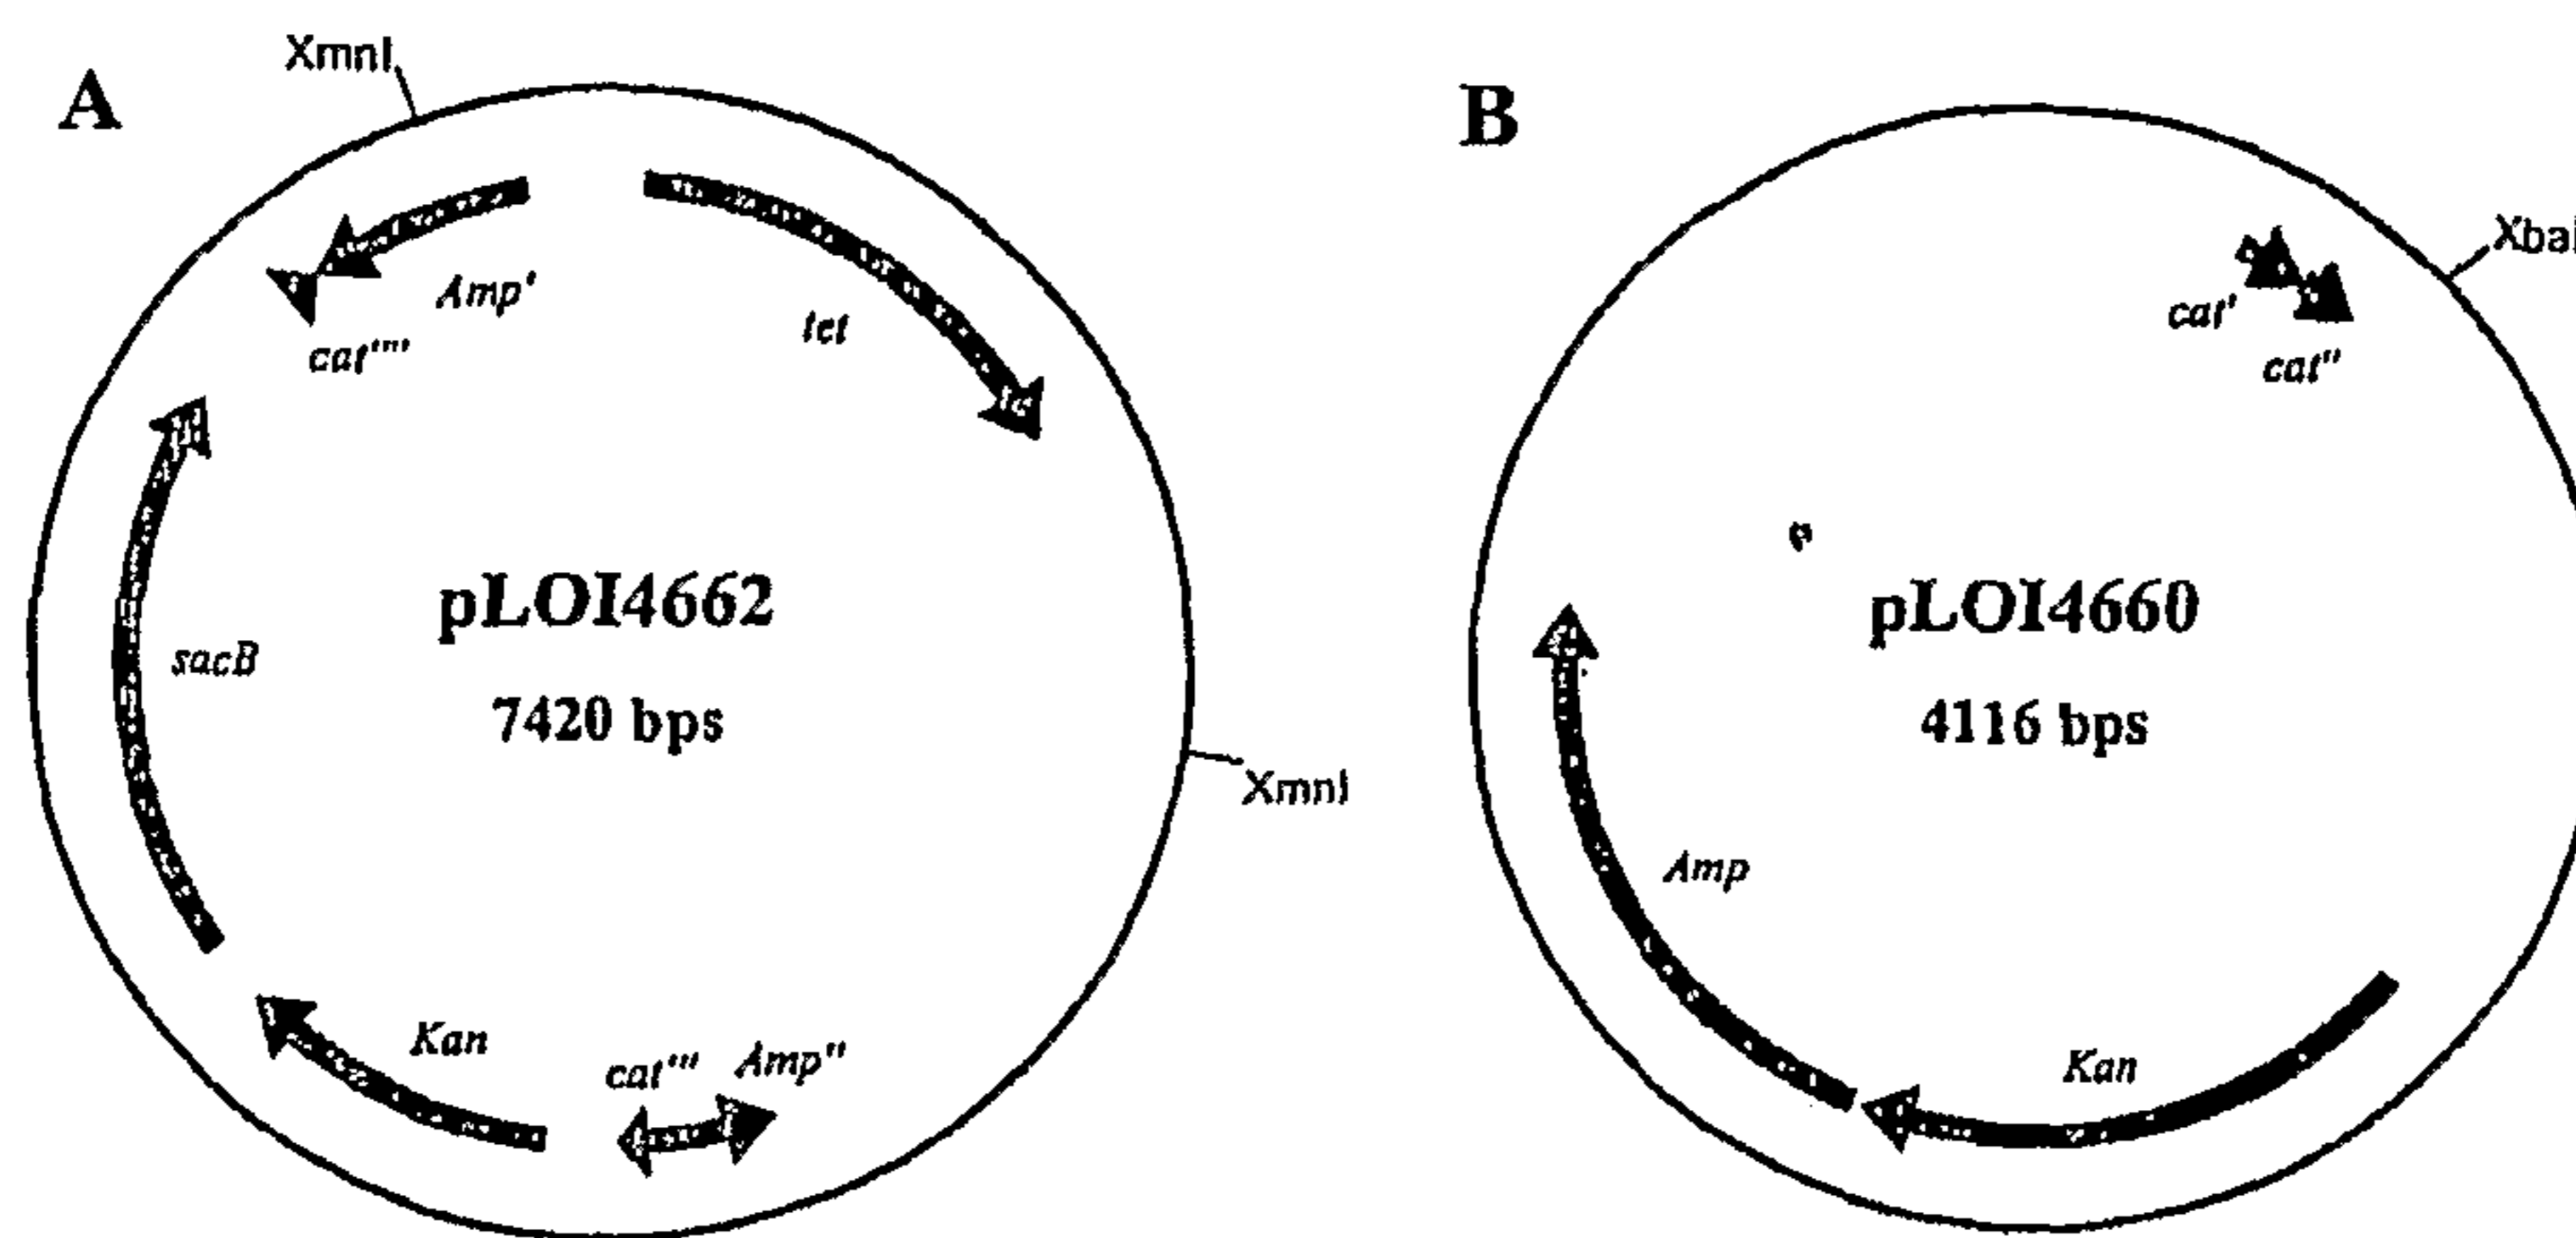 A
XmnI
Amp'
cat''''
tet
sacB
pLOI4662
7420 bps
XmnI
Kan
cat'''
Amp''
B
XbaI
cat'
cat''
pLOI4660
4116 bps
Amp
Kan